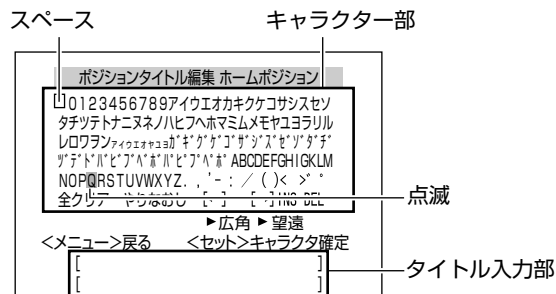 スペース
キャラクター部
ポジションタイトル編集 ホームポジション
0123456789アイウエオカキクケコサシスセソ
タチツテトナニヌネノハヒフヘホマミムメモヤユヨラリル
レロワヲンァィゥェォャュョガギグゲゴザジズゼゾダヂ
ヅデドバビブベボパピプペポABCDEFGHIGKLM
NOPQRSTUVWXYZ. , ' - : / ( )< >゛゜
全クリア やりなおし [ ] [ ]INS DEL
点滅
▶広角 ▶望遠
<メニュー>戻る <セット>キャラクタ確定
[ ]
タイトル入力部
[ ]